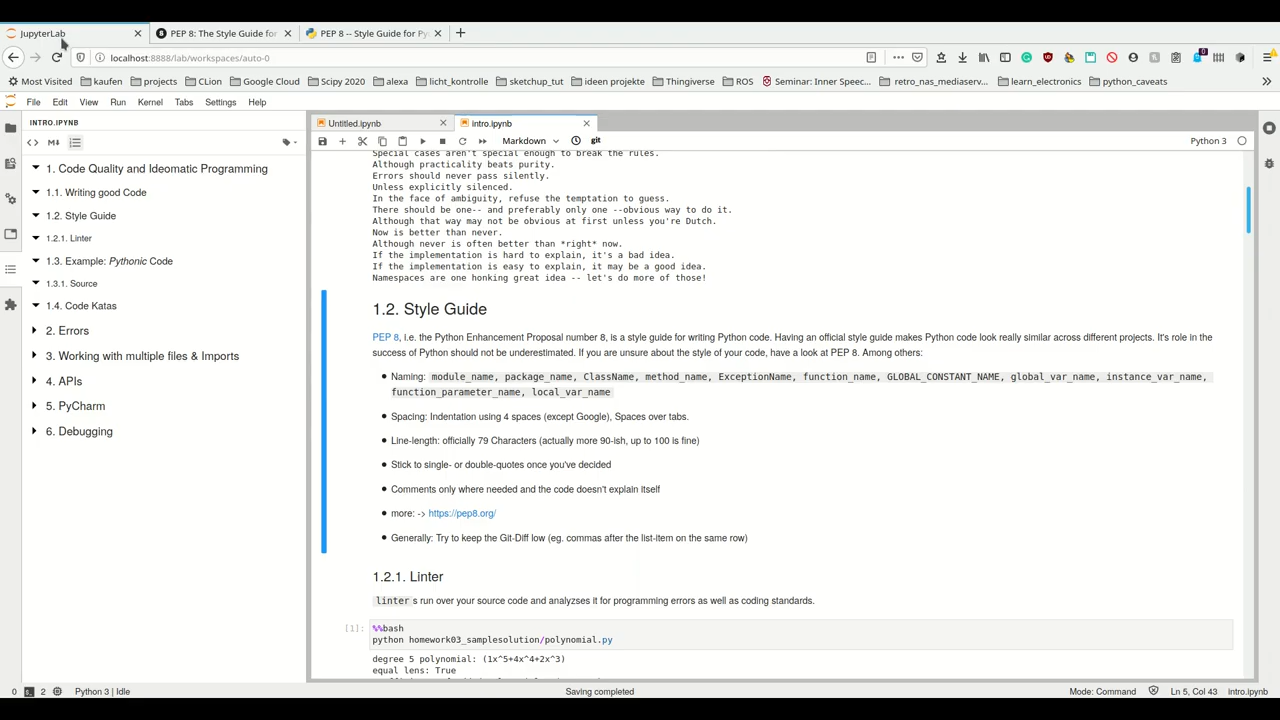 JupyterLab
PEP 8: The Style Guide for
PEP 8 -- Style Guide for Py
localhost:8888/lab/workspaces/auto-0
Most Visited kaufen projects CLion Google Cloud Scipy 2020 alexa licht_kontrolle sketchup_tut ideen projekte Thingiverse ROS Seminar: Inner Speec... retro_nas_mediaserv... learn_electronics python_caveats
File Edit View Run Kernel Tabs Settings Help
INTRO.IPYNB
1. Code Quality and Ideomatic Programming
1.1. Writing good Code
1.2. Style Guide
1.2.1. Linter
1.3. Example: Pythonic Code
1.3.1. Source
1.4. Code Katas
2. Errors
3. Working with multiple files & Imports
4. APIs
5. PyCharm
6. Debugging
Untitled.ipynb intro.ipynb
Markdown git Python 3
Special cases aren't special enough to break the rules.
Although practicality beats purity.
Errors should never pass silently.
Unless explicitly silenced.
In the face of ambiguity, refuse the temptation to guess.
There should be one-- and preferably only one --obvious way to do it.
Although that way may not be obvious at first unless you're Dutch.
Now is better than never.
Although never is often better than *right* now.
If the implementation is hard to explain, it's a bad idea.
If the implementation is easy to explain, it may be a good idea.
Namespaces are one honking great idea -- let's do more of those!
1.2. Style Guide
PEP 8, i.e. the Python Enhancement Proposal number 8, is a style guide for writing Python code. Having an official style guide makes Python code look really similar across different projects. It's role in the
success of Python should not be underestimated. If you are unsure about the style of your code, have a look at PEP 8. Among others:
Naming: module_name, package_name, ClassName, method_name, ExceptionName, function_name, GLOBAL_CONSTANT_NAME, global_var_name, instance_var_name,
function_parameter_name, local_var_name
Spacing: Indentation using 4 spaces (except Google), Spaces over tabs.
Line-length: officially 79 Characters (actually more 90-ish, up to 100 is fine)
Stick to single- or double-quotes once you've decided
Comments only where needed and the code doesn't explain itself
more: -> https://pep8.org/
Generally: Try to keep the Git-Diff low (eg. commas after the list-item on the same row)
1.2.1. Linter
linter s run over your source code and analyzses it for programming errors as well as coding standards.
[1]: %%bash
python homework03_samplesolution/polynomial.py
degree 5 polynomial: (1x^5+4x^4+2x^3)
equal lens: True
0 2 Python 3 | Idle Saving completed Mode: Command Ln 5, Col 43 intro.ipynb